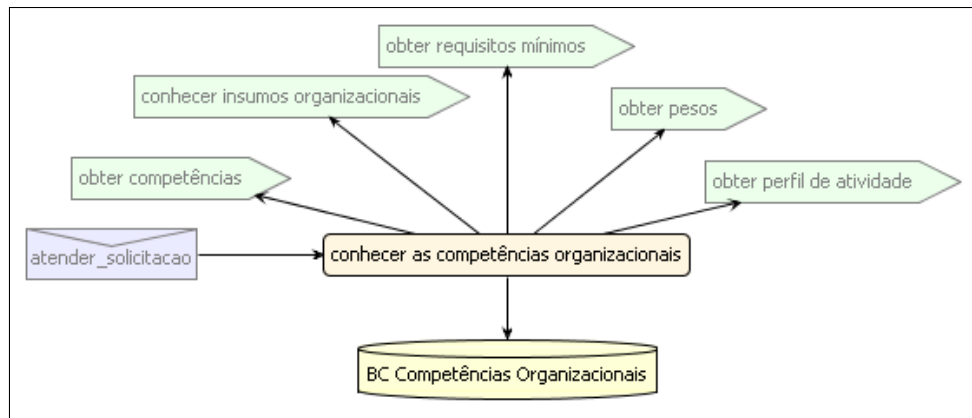 obter requisitos mínimos
conhecer insumos organizacionais
obter pesos
obter competências
obter perfil de atividade
atender_solicitacao
conhecer as competências organizacionais
BC Competências Organizacionais